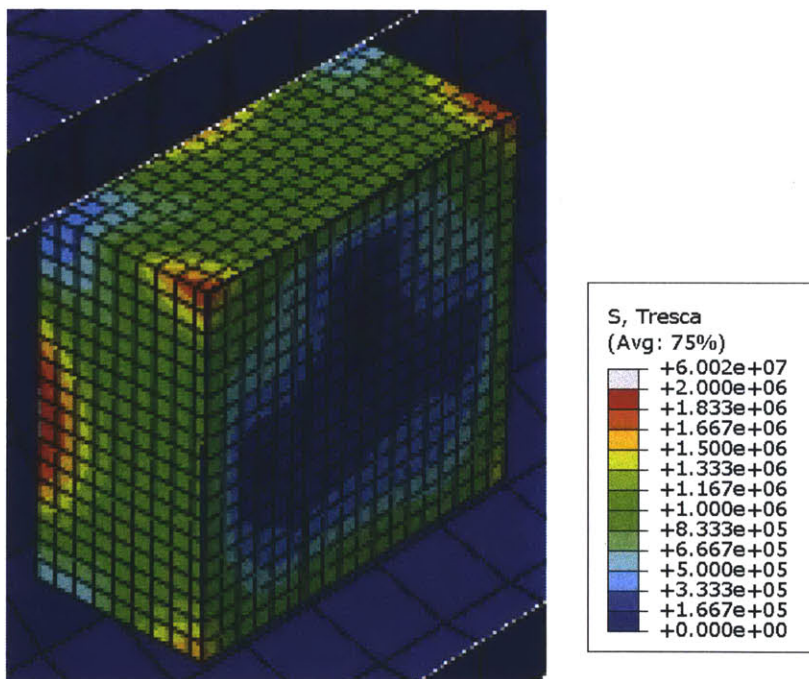 S, Tresca
(Avg: 75%)
+6.002e+07
+2.000e+06
+1.833e+06
+1.667e+06
+1.500e+06
+1.333e+06
+1.167e+06
+1.000e+06
+8.333e+05
+6.667e+05
+5.000e+05
+3.333e+05
+1.667e+05
+0.000e+00